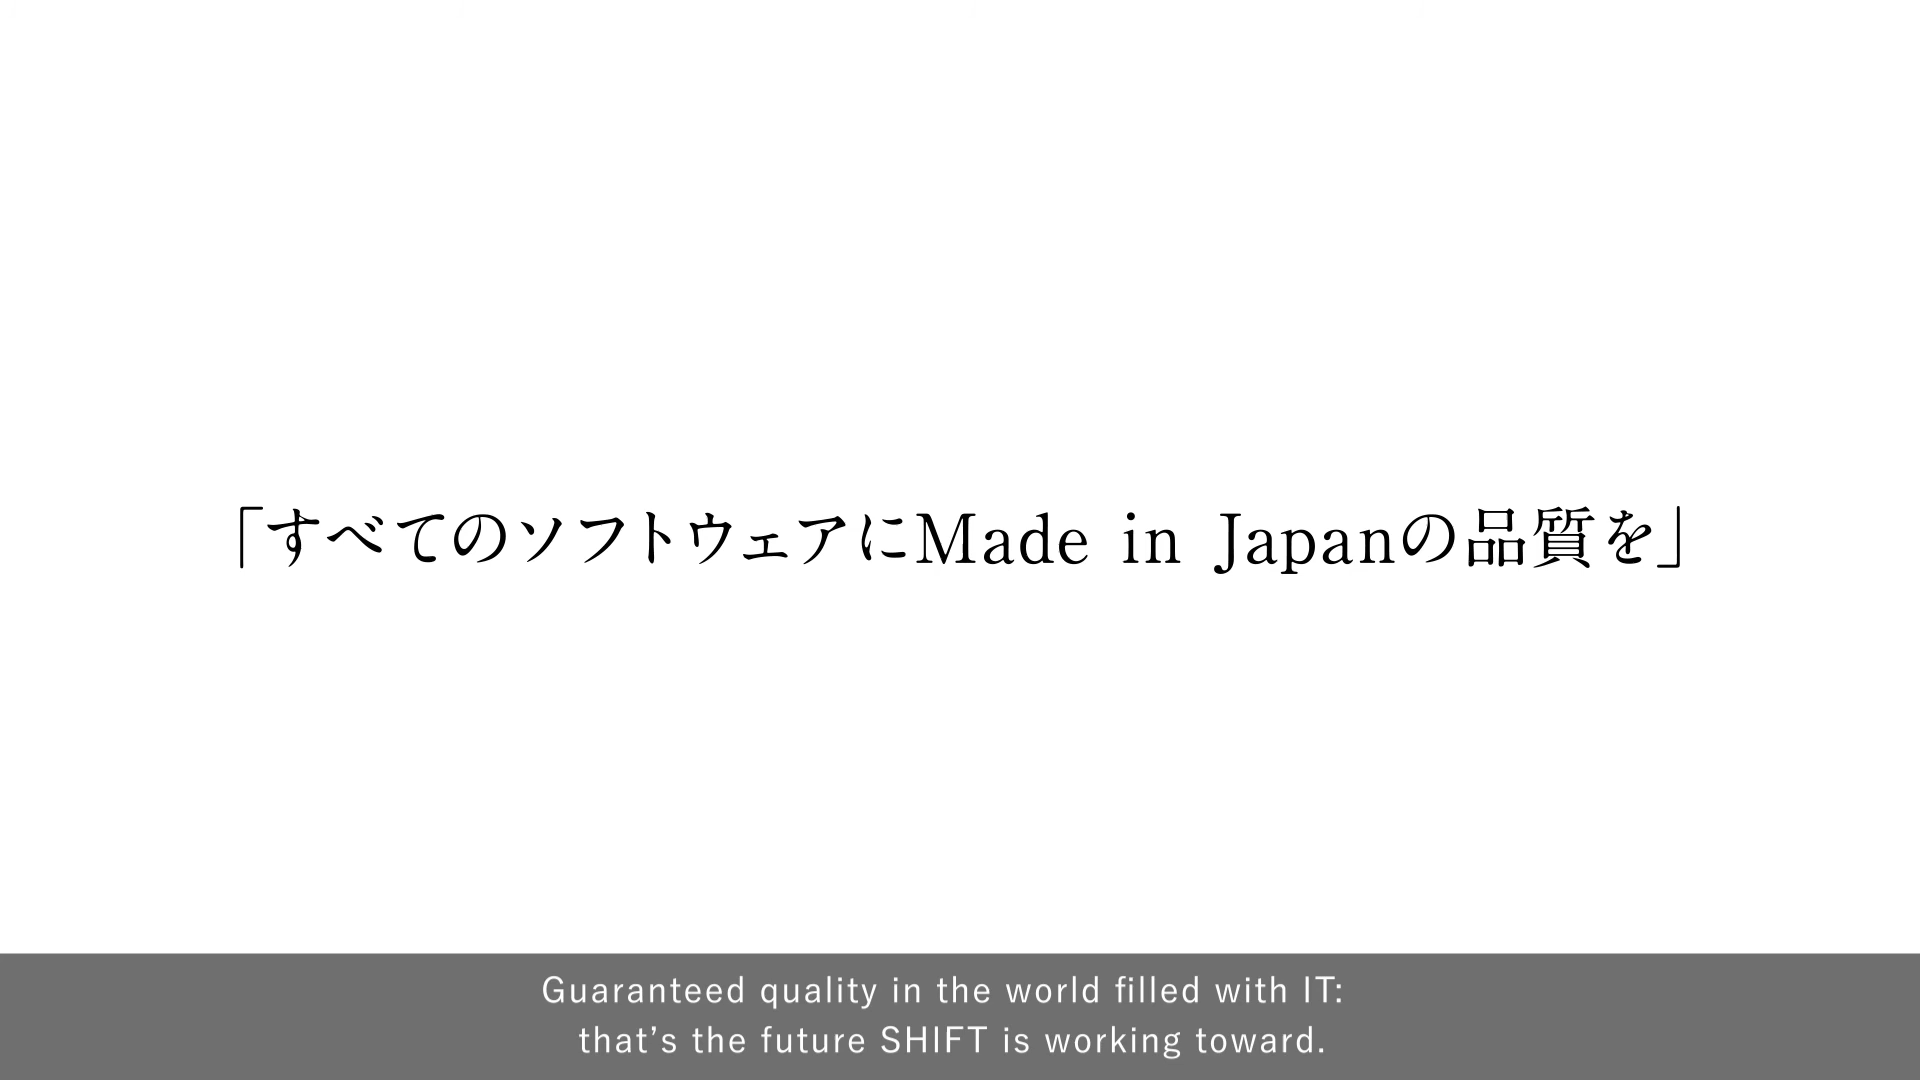 「すべてのソフトウェアにMade in Japanの品質を」
Guaranteed quality in the world filled with IT:
that’s the future SHIFT is working toward.